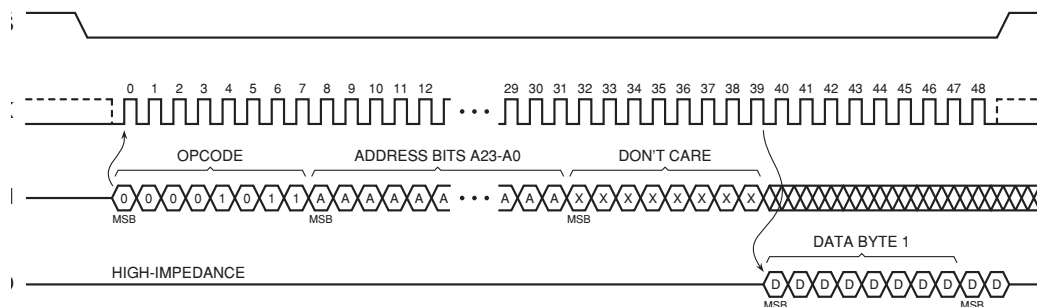 0 1 2 3 4 5 6 7 8 9 10 11 12 29 30 31 32 33 34 35 36 37 38 39 40 41 42 43 44 45 46 47 48
OPCODE ADDRESS BITS A23-A0 DON'T CARE
0 0 0 0 1 0 1 1 A A A A A A A A A X X X X X X X X
MSB MSB MSB
DATA BYTE 1
HIGH-IMPEDANCE
D D D D D D D D D D
MSB MSB